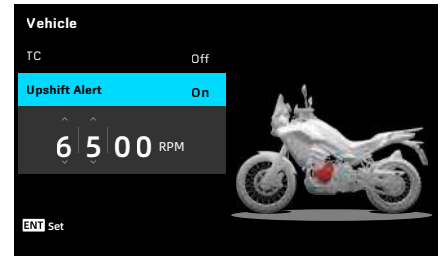 Vehicle
TC Off
Upshift Alert On
6 5 0 0 RPM
ENT Set